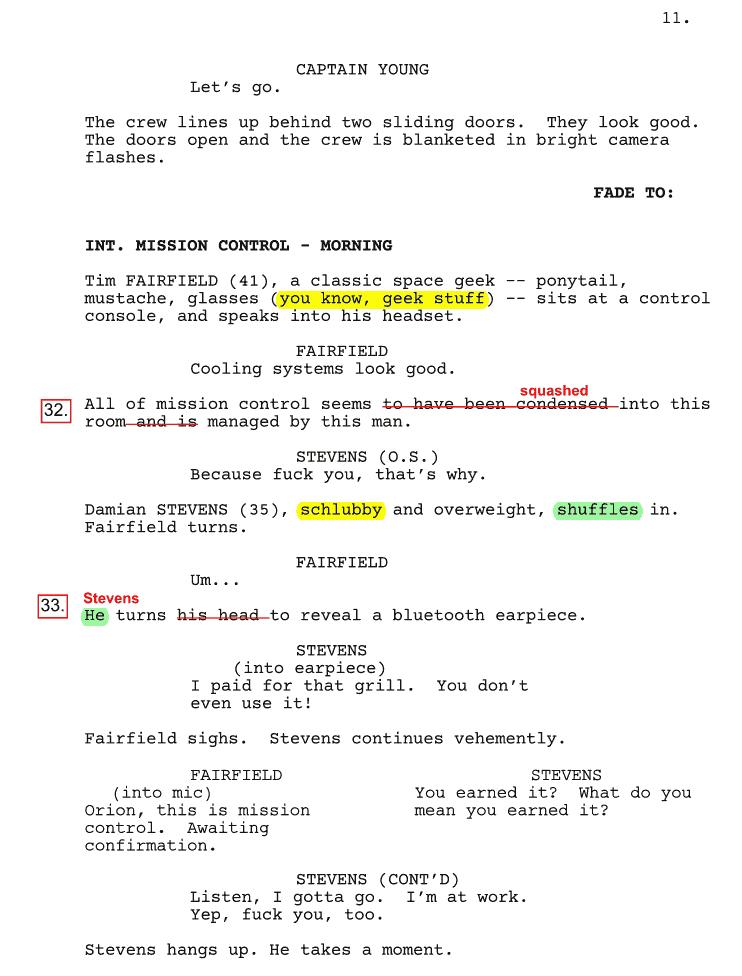 11.
CAPTAIN YOUNG
Let's go.
The crew lines up behind two sliding doors.  They look good.
The doors open and the crew is blanketed in bright camera
flashes.
FADE TO:
INT. MISSION CONTROL - MORNING
Tim FAIRFIELD (41), a classic space geek -- ponytail,
mustache, glasses (you know, geek stuff) -- sits at a control
console, and speaks into his headset.
FAIRFIELD
Cooling systems look good.
squashed
32. All of mission control seems to have been condensed into this
room and is managed by this man.
STEVENS (O.S.)
Because fuck you, that's why.
Damian STEVENS (35), schlubby and overweight, shuffles in.
Fairfield turns.
FAIRFIELD
Um...
Stevens
33. He turns his head to reveal a bluetooth earpiece.
STEVENS
(into earpiece)
I paid for that grill.  You don't
even use it!
Fairfield sighs.  Stevens continues vehemently.
FAIRFIELD
(into mic)
Orion, this is mission
control.  Awaiting
confirmation.
STEVENS
You earned it?  What do you
mean you earned it?
STEVENS (CONT'D)
Listen, I gotta go.  I'm at work.
Yep, fuck you, too.
Stevens hangs up. He takes a moment.